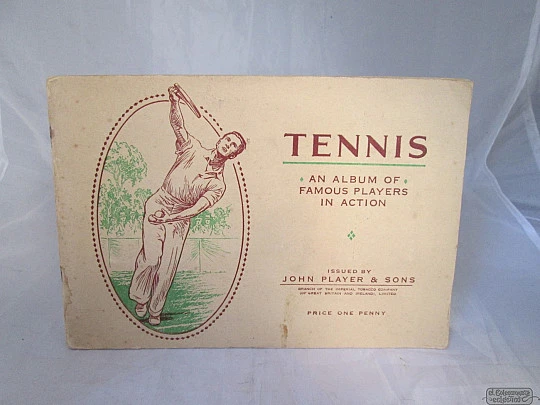 TENNIS
AN ALBUM OF
FAMOUS PLAYERS
IN ACTION
ISSUED BY
JOHN PLAYER & SONS
BRANCH OF THE IMPERIAL TOBACCO COMPANY
(OF GREAT BRITAIN AND IRELAND), LIMITED
PRICE ONE PENNY